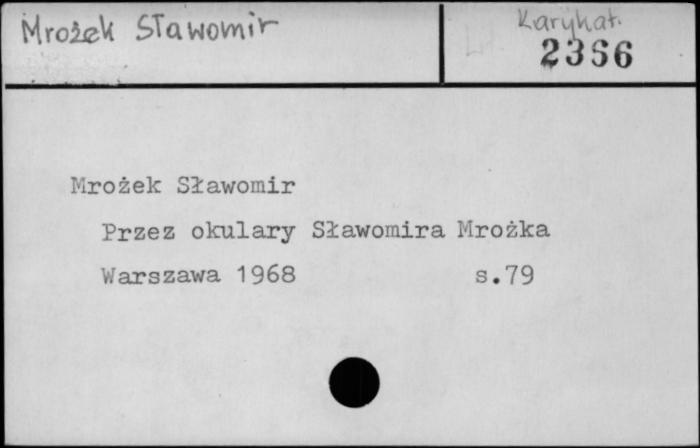 Mrożek Sławomir
Karykat.
2366
Mrożek Sławomir
Przez okulary Sławomira Mrożka
Warszawa 1968 s.79